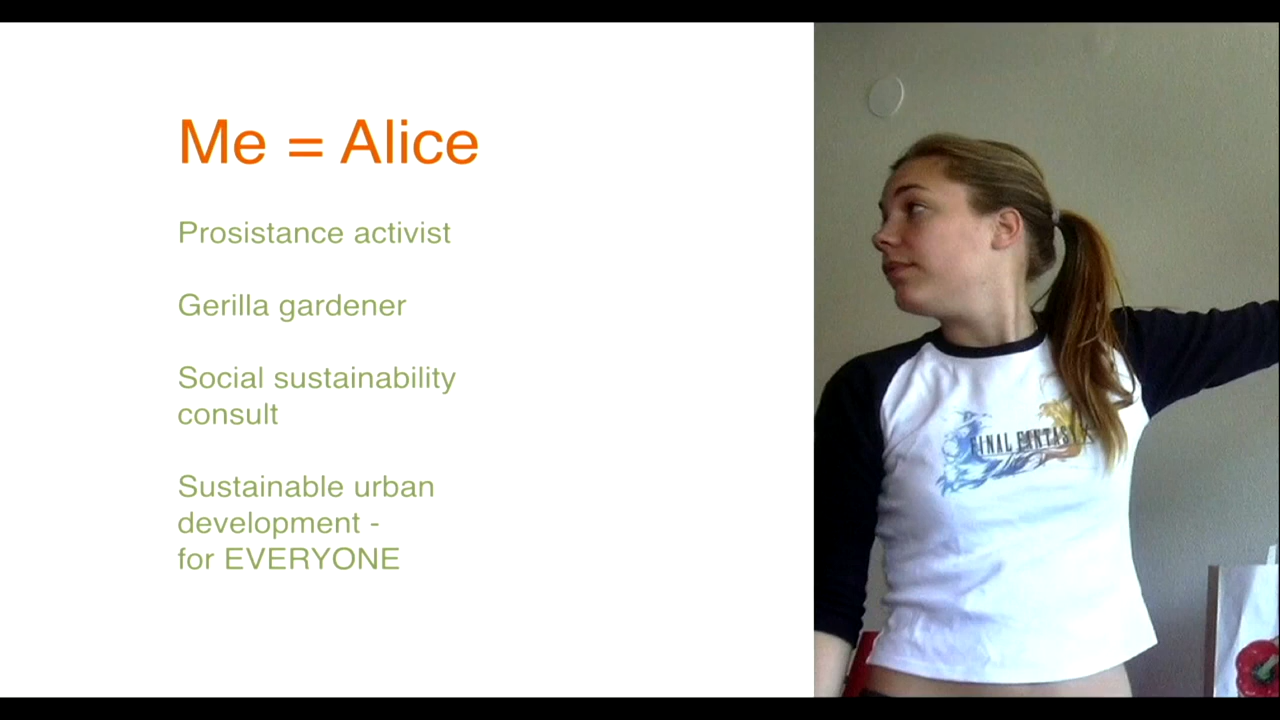 Me = Alice
Prosistance activist
Gerilla gardener
Social sustainability
consult
Sustainable urban
development -
for EVERYONE
FINAL FANTASY